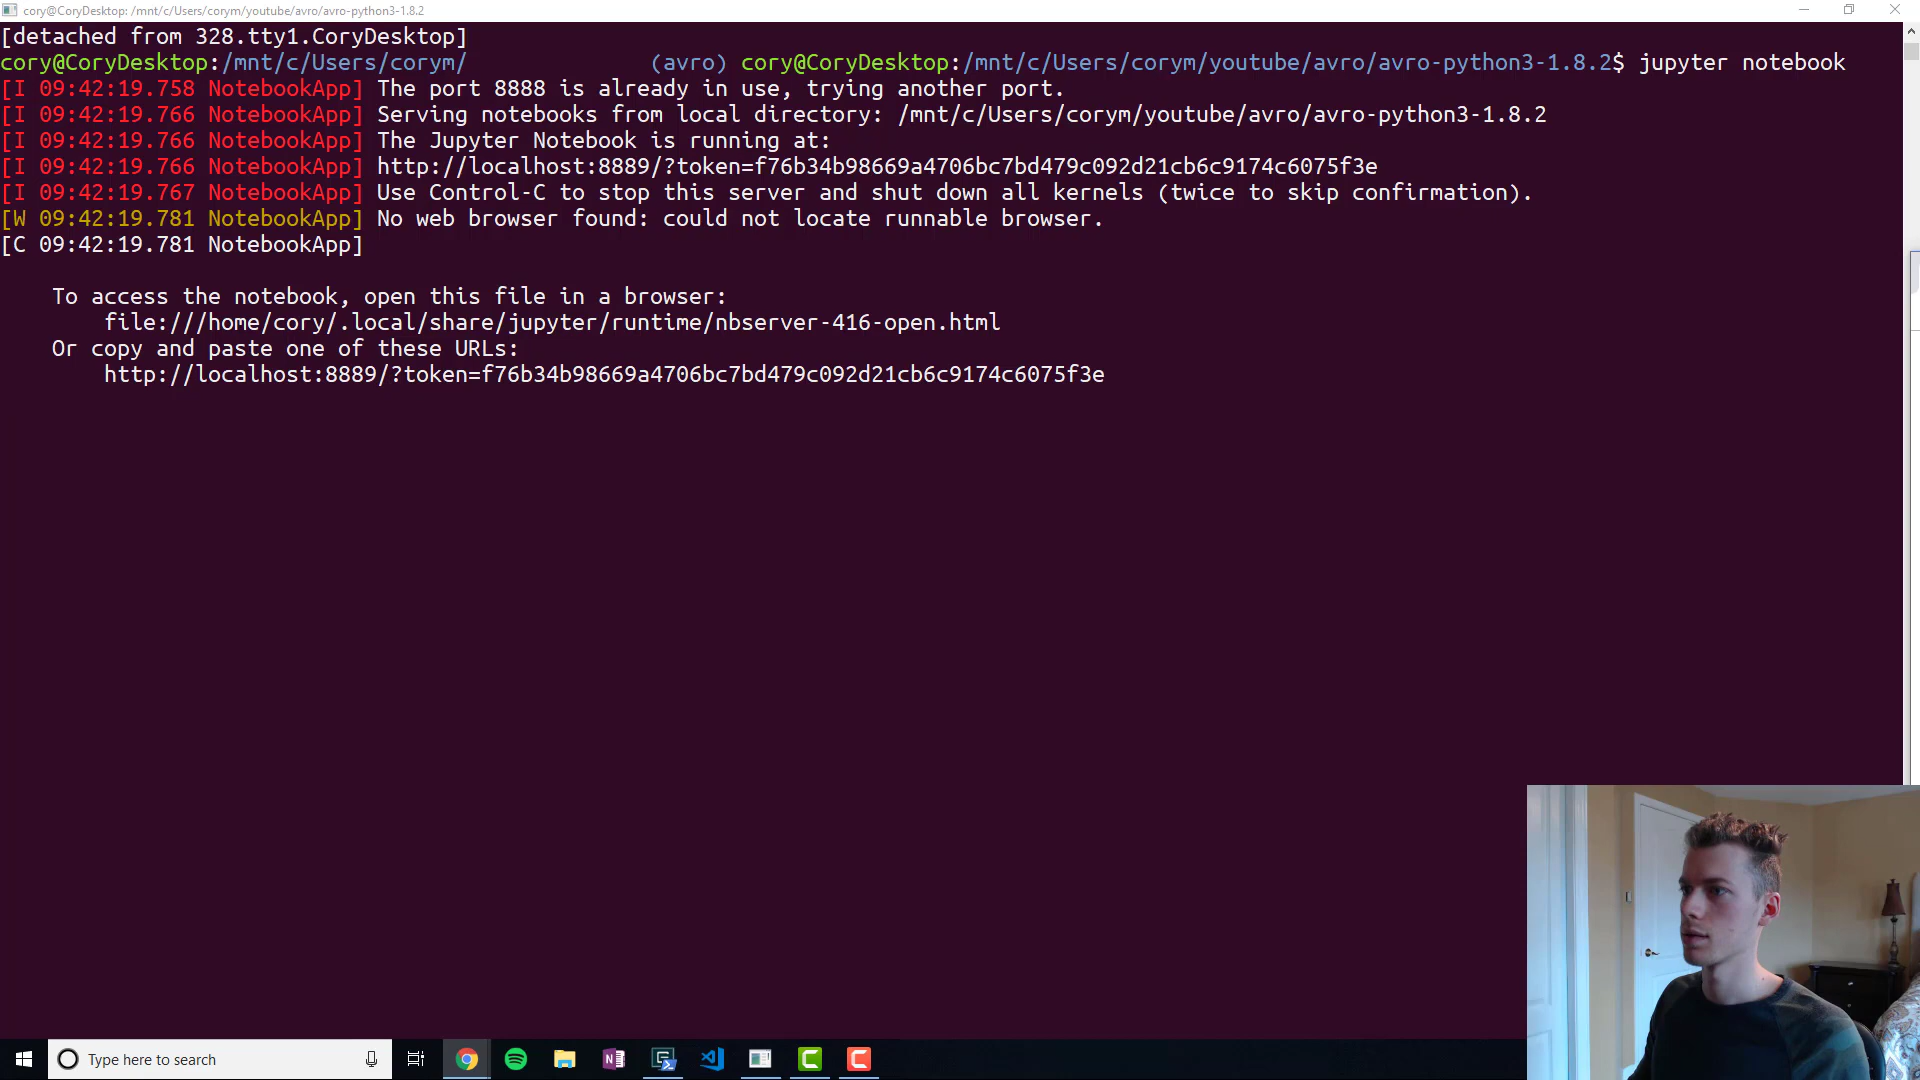 cory@CoryDesktop: /mnt/c/Users/corym/youtube/avro/avro-python3-1.8.2
[detached from 328.tty1.CoryDesktop]
cory@CoryDesktop:/mnt/c/Users/corym/ (avro) cory@CoryDesktop:/mnt/c/Users/corym/youtube/avro/avro-python3-1.8.2$ jupyter notebook
[I 09:42:19.758 NotebookApp] The port 8888 is already in use, trying another port.
[I 09:42:19.766 NotebookApp] Serving notebooks from local directory: /mnt/c/Users/corym/youtube/avro/avro-python3-1.8.2
[I 09:42:19.766 NotebookApp] The Jupyter Notebook is running at:
[I 09:42:19.766 NotebookApp] http://localhost:8889/?token=f76b34b98669a4706bc7bd479c092d21cb6c9174c6075f3e
[I 09:42:19.767 NotebookApp] Use Control-C to stop this server and shut down all kernels (twice to skip confirmation).
[W 09:42:19.781 NotebookApp] No web browser found: could not locate runnable browser.
[C 09:42:19.781 NotebookApp]
To access the notebook, open this file in a browser:
file:///home/cory/.local/share/jupyter/runtime/nbserver-416-open.html
Or copy and paste one of these URLs:
http://localhost:8889/?token=f76b34b98669a4706bc7bd479c092d21cb6c9174c6075f3e
Type here to search